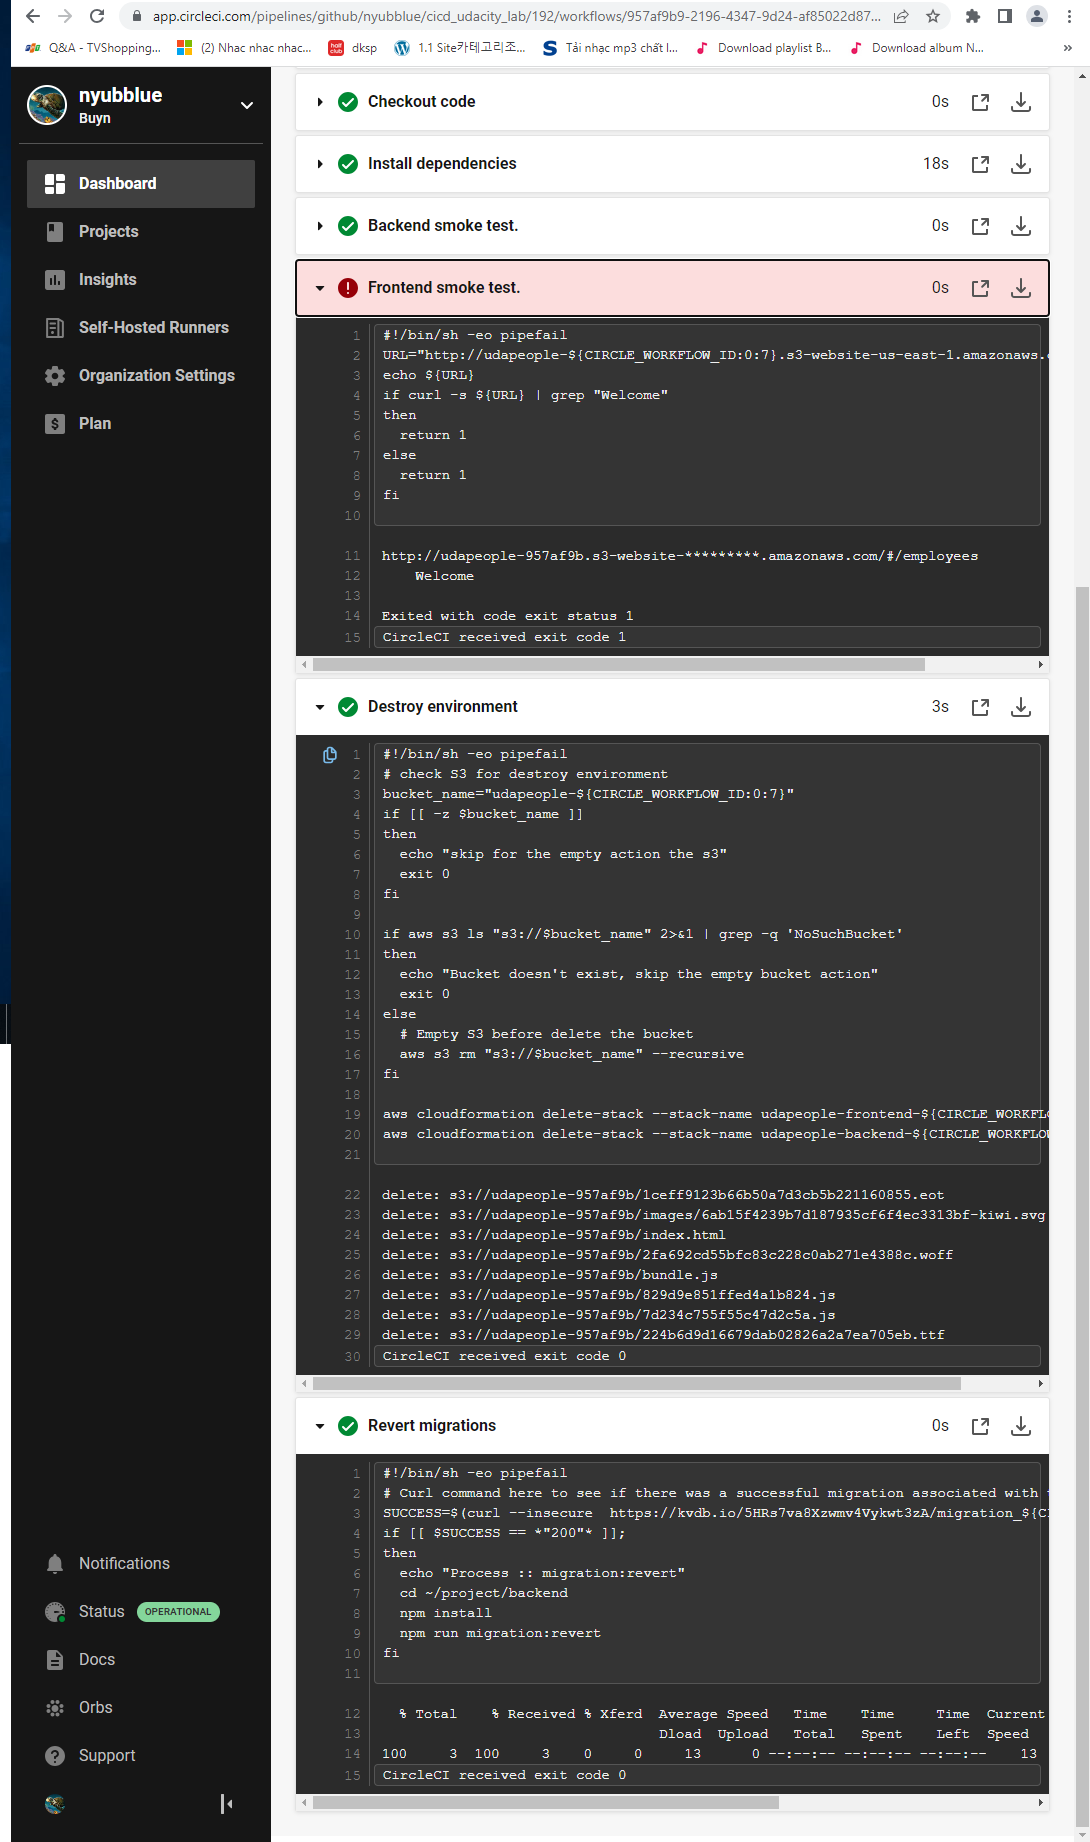 app.circleci.com/pipelines/github/nyubblue/cicd_udacity_lab/192/workflows/957af9b9-2196-4347-9d24-af85022d87...
Q&A - TVShopping...
(2) Nhac nhac nhac...
dksp
1.1 Site카테고리조...
Tải nhạc mp3 chất l...
Download playlist B...
Download album N...
»
nyubblue
Buyn
Dashboard
Projects
Insights
Self-Hosted Runners
Organization Settings
Plan
Notifications
Status OPERATIONAL
Docs
Orbs
Support
Checkout code 0s
Install dependencies 18s
Backend smoke test. 0s
Frontend smoke test. 0s
1 #!/bin/sh -eo pipefail
2 URL="http://udapeople-${CIRCLE_WORKFLOW_ID:0:7}.s3-website-us-east-1.amazonaws.
3 echo ${URL}
4 if curl -s ${URL} | grep "Welcome"
5 then
6 return 1
7 else
8 return 1
9 fi
10
11 http://udapeople-957af9b.s3-website-*********.amazonaws.com/#/employees
12 Welcome
13
14 Exited with code exit status 1
15 CircleCI received exit code 1
Destroy environment 3s
1 #!/bin/sh -eo pipefail
2 # check S3 for destroy environment
3 bucket_name="udapeople-${CIRCLE_WORKFLOW_ID:0:7}"
4 if [[ -z $bucket_name ]]
5 then
6 echo "skip for the empty action the s3"
7 exit 0
8 fi
9
10 if aws s3 ls "s3://$bucket_name" 2>&1 | grep -q 'NoSuchBucket'
11 then
12 echo "Bucket doesn't exist, skip the empty bucket action"
13 exit 0
14 else
15 # Empty S3 before delete the bucket
16 aws s3 rm "s3://$bucket_name" --recursive
17 fi
18
19 aws cloudformation delete-stack --stack-name udapeople-frontend-${CIRCLE_WORKFL
20 aws cloudformation delete-stack --stack-name udapeople-backend-${CIRCLE_WORKFLO
21
22 delete: s3://udapeople-957af9b/1ceff9123b66b50a7d3cb5b221160855.eot
23 delete: s3://udapeople-957af9b/images/6ab15f4239b7d187935cf6f4ec3313bf-kiwi.svg
24 delete: s3://udapeople-957af9b/index.html
25 delete: s3://udapeople-957af9b/2fa692cd55bfc83c228c0ab271e4388c.woff
26 delete: s3://udapeople-957af9b/bundle.js
27 delete: s3://udapeople-957af9b/829d9e851ffed4a1b824.js
28 delete: s3://udapeople-957af9b/7d234c755f55c47d2c5a.js
29 delete: s3://udapeople-957af9b/224b6d9d16679dab02826a2a7ea705eb.ttf
30 CircleCI received exit code 0
Revert migrations 0s
1 #!/bin/sh -eo pipefail
2 # Curl command here to see if there was a successful migration associated with
3 SUCCESS=$(curl --insecure https://kvdb.io/5HRs7va8Xzwmv4Vykwt3zA/migration_${C
4 if [[ $SUCCESS == *"200"* ]];
5 then
6 echo "Process :: migration:revert"
7 cd ~/project/backend
8 npm install
9 npm run migration:revert
10 fi
11
12 % Total % Received % Xferd Average Speed Time Time Time Current
13 Dload Upload Total Spent Left Speed
14 100 3 100 3 0 0 13 0 --:--:-- --:--:-- --:--:-- 13
15 CircleCI received exit code 0